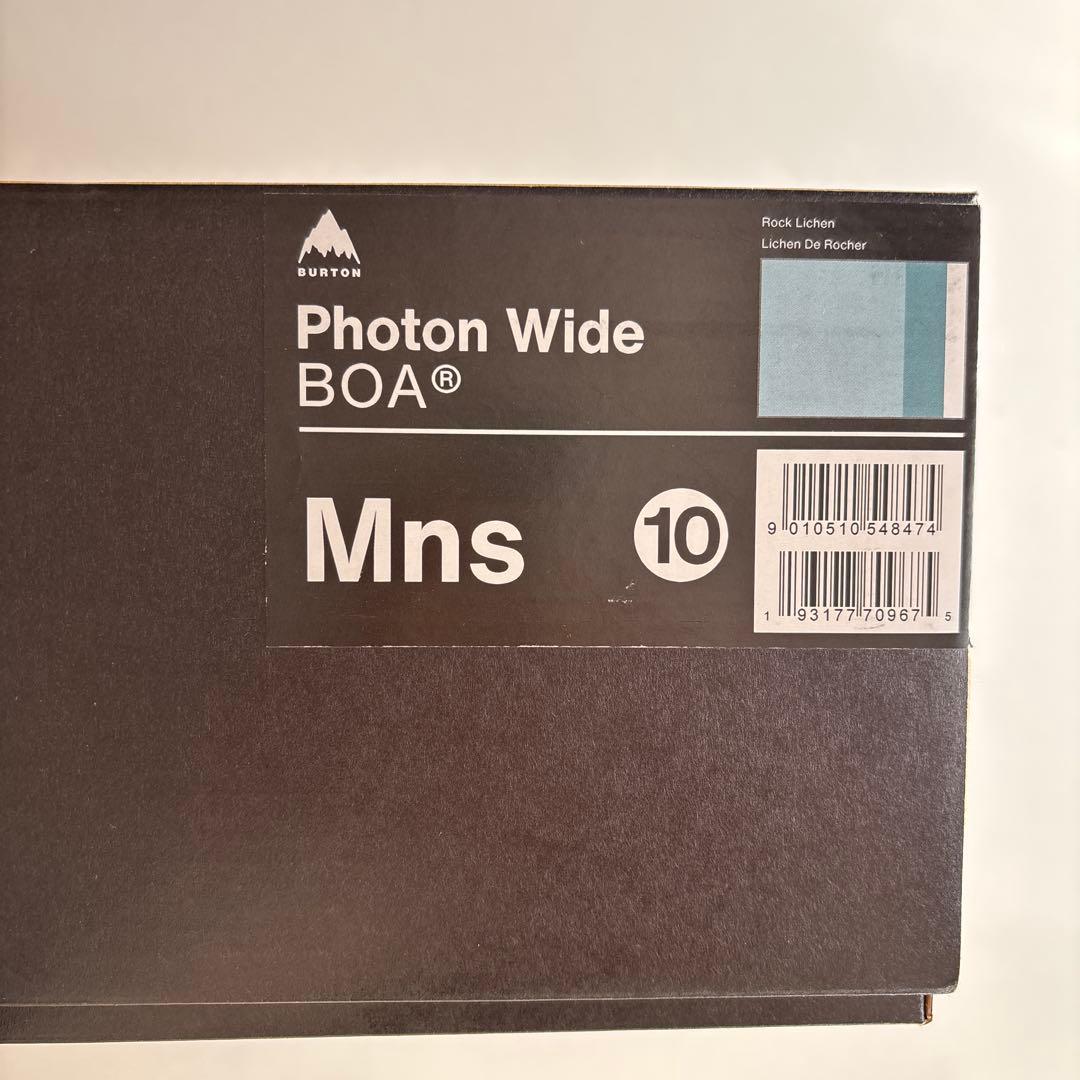 BURTON
Photon Wide
BOA®
Rock Lichen
Lichen De Rocher
Mns
10
9 010510 548474
1 93177 70967 5